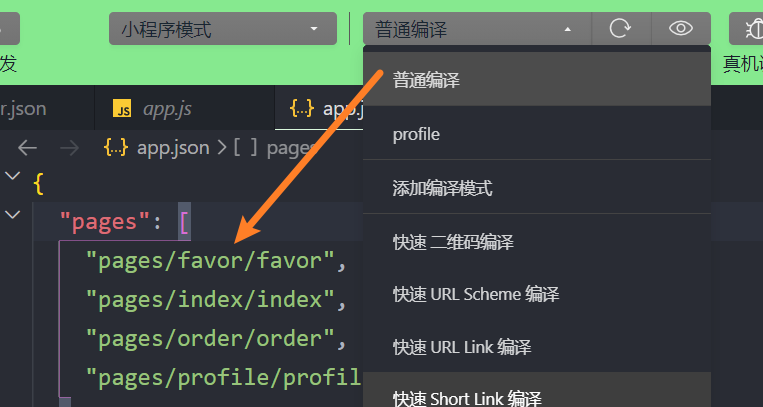 小程序模式
普通编译
发
真机
普通编译
r.json
JS app.js
{..} app.j
profile
{..} app.json > [ ] pages
添加编译模式
{
"pages": [
快速 二维码编译
"pages/favor/favor",
快速 URL Scheme 编译
"pages/index/index",
快速 URL Link 编译
"pages/order/order",
"pages/profile/profil
快速 Short Link 编译